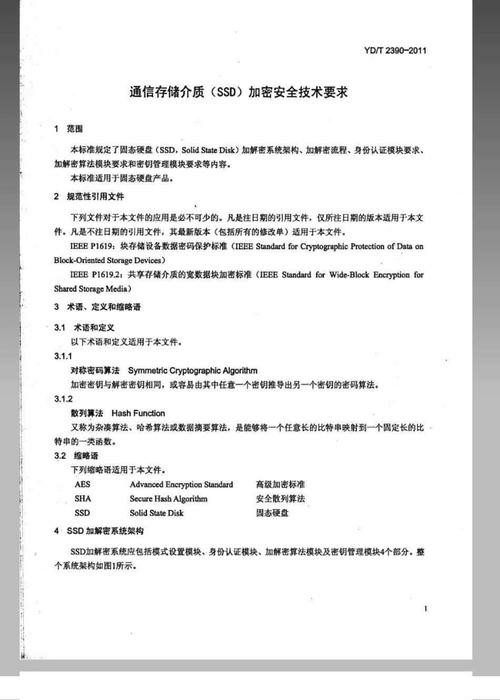 YD/T 2390-2011
通信存储介质（SSD）加密安全技术要求
1 范围
本标准规定了固态硬盘（SSD，Solid State Disk）加解密系统架构、加解密流程、身份认证模块要求、
加解密算法模块要求和密钥管理模块要求等内容。
本标准适用于固态硬盘产品。
2 规范性引用文件
下列文件对于本文件的应用是必不可少的。凡是注日期的引用文件，仅所注日期的版本适用于本文
件。凡是不注日期的引用文件，其最新版本（包括所有的修改单）适用于本文件。
IEEE P1619：块存储设备数据密码保护标准（IEEE Standard for Cryptographic Protection of Data on
Block-Oriented Storage Devices）
IEEE P1619.2：共享存储介质的宽数据块加密标准（IEEE Standard for Wide-Block Encryption for
Shared Storage Media）
3 术语、定义和缩略语
3.1 术语和定义
以下术语和定义适用于本文件。
3.1.1
对称密码算法 Symmetric Cryptographic Algorithm
加密密钥与解密密钥相同，或容易由其中任意一个密钥推导出另一个密钥的密码算法。
3.1.2
散列算法 Hash Function
又称为杂凑算法、哈希算法或数据摘要算法，是能够将一个任意长的比特串映射到一个固定长的比
特串的一类函数。
3.2 缩略语
下列缩略语适用于本文件。
AES Advanced Encryption Standard 高级加密标准
SHA Secure Hash Algorithm 安全散列算法
SSD Solid State Disk 固态硬盘
4 SSD 加解密系统架构
SSD加解密系统应包括模式设置模块、身份认证模块、加解密算法模块及密钥管理模块4个部分。整
个系统架构如图1所示。
1